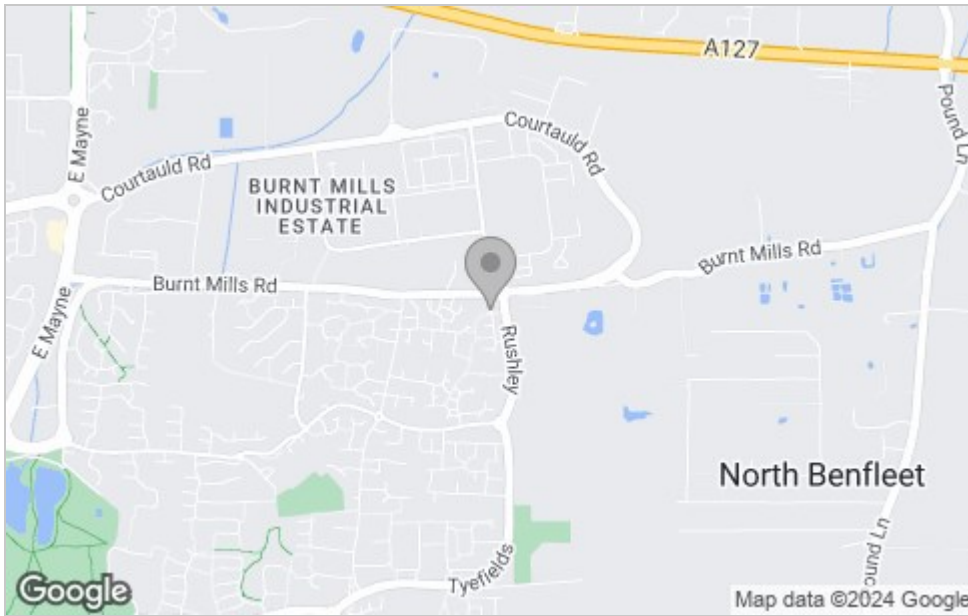 A127
E Mayne
Courtauld Rd
Pound Ln
Courtauld Rd
BURNT MILLS
INDUSTRIAL
ESTATE
Burnt Mills Rd
Burnt Mills Rd
E Mayne
Rushley
North Benfleet
Pound Ln
Tyefields
Google
Map data ©2024 Google